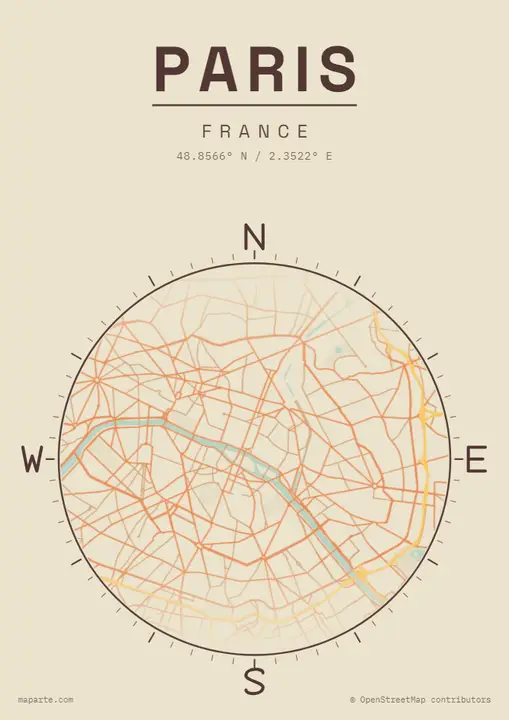 PARIS
FRANCE
48.8566° N / 2.3522° E
N
W
E
S
maparte.com
© OpenStreetMap contributors